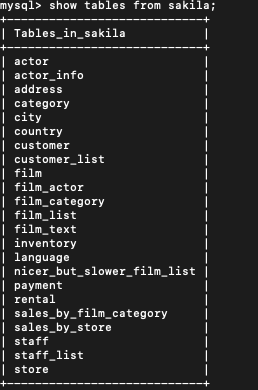 mysql> show tables from sakila;
+----------------------------+
| Tables_in_sakila           |
+----------------------------+
| actor                      |
| actor_info                 |
| address                    |
| category                   |
| city                       |
| country                    |
| customer                   |
| customer_list              |
| film                       |
| film_actor                 |
| film_category              |
| film_list                  |
| film_text                  |
| inventory                  |
| language                   |
| nicer_but_slower_film_list |
| payment                    |
| rental                     |
| sales_by_film_category     |
| sales_by_store             |
| staff                      |
| staff_list                 |
| store                      |
+----------------------------+